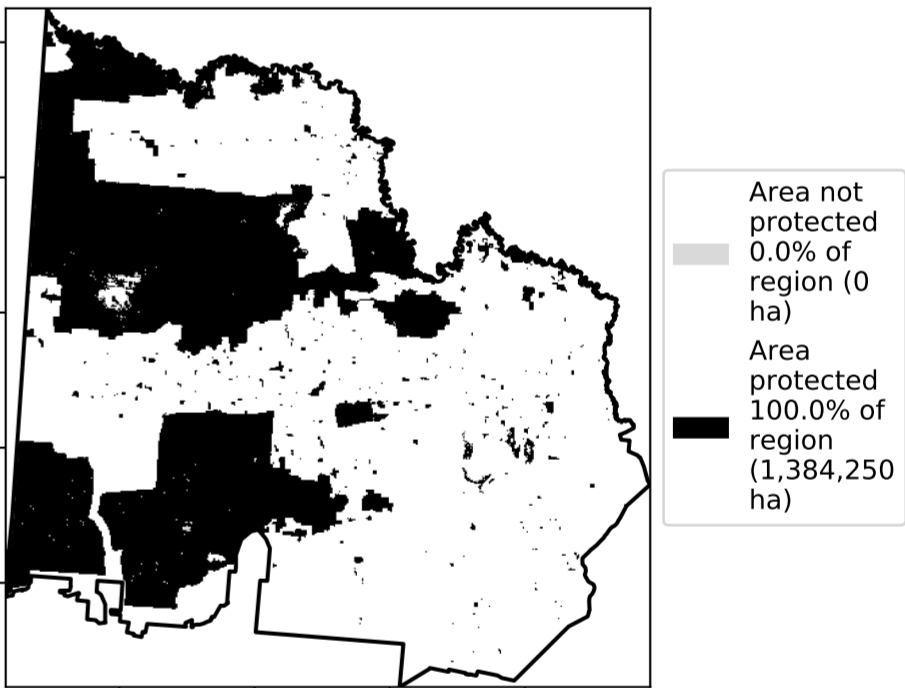 Area not
protected
0.0% of
region (0
ha)
Area
protected
100.0% of
region
(1,384,250
ha)